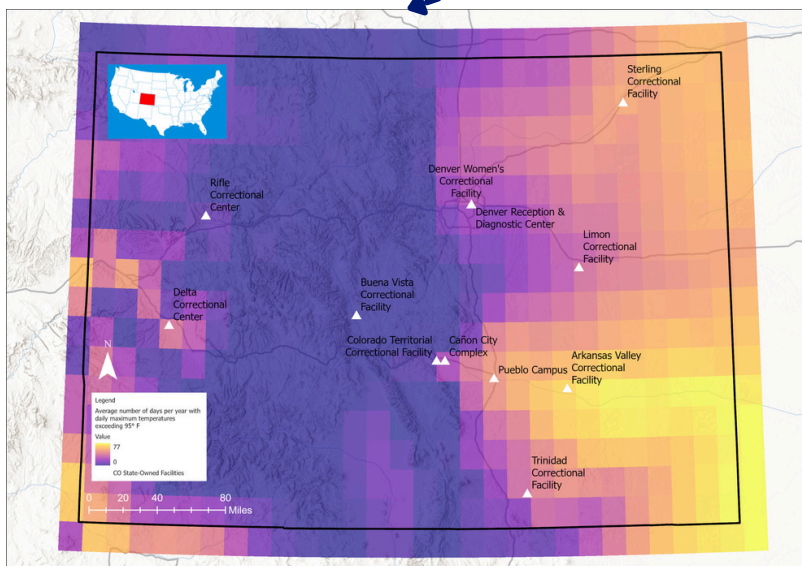 Sterling
Correctional
Facility
Denver Women's
Correctional
Facility
Rifle
Correctional
Center
Denver Reception &
Diagnostic Center
Limon
Correctional
Facility
Buena Vista
Correctional
Facility
Delta
Correctional
Center
Colorado Territorial
Correctional Facility
Cañon City
Complex
Pueblo Campus
Arkansas Valley
Correctional
Facility
Trinidad
Correctional
Facility
N
Legend
Average number of days per year with
daily maximum temperatures
exceeding 95° F
Value
77
0
CO State-Owned Facilities
0 20 40 80
Miles